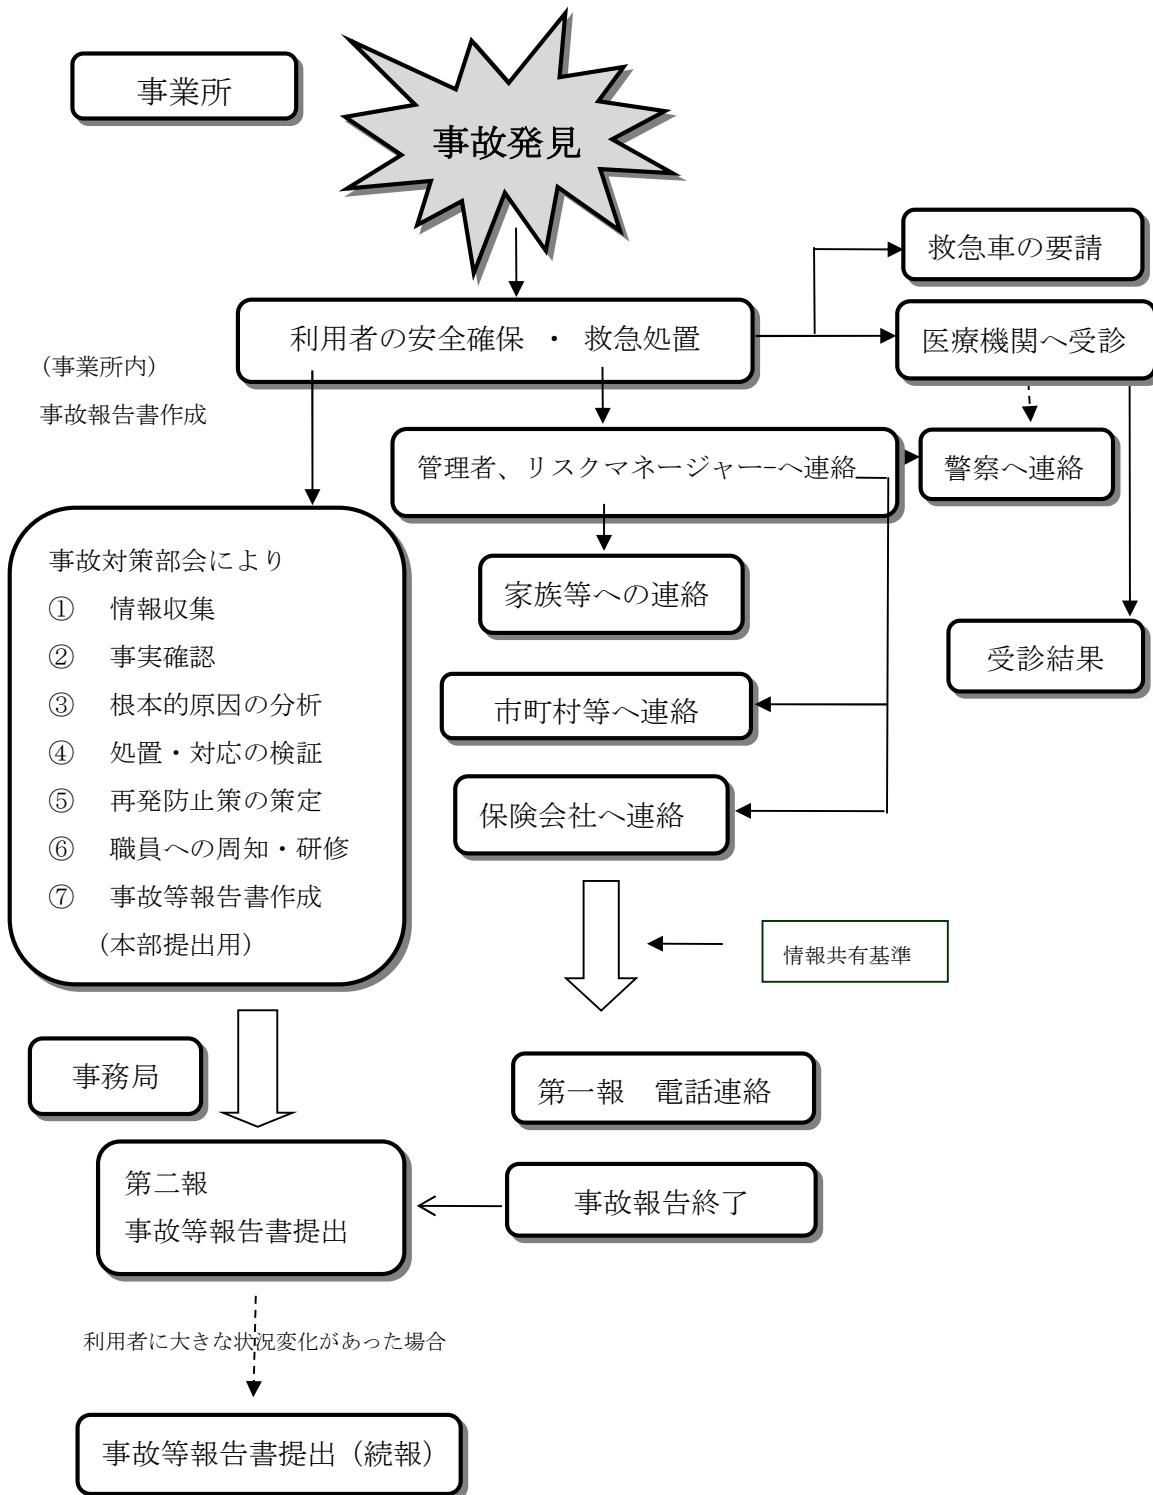 事業所
事故発見
救急車の要請
利用者の安全確保 ・ 救急処置
医療機関へ受診
(事業所内)
事故報告書作成
管理者、リスクマネージャー-へ連絡
警察へ連絡
事故対策部会により
① 情報収集
② 事実確認
③ 根本的原因の分析
④ 処置・対応の検証
⑤ 再発防止策の策定
⑥ 職員への周知・研修
⑦ 事故等報告書作成
(本部提出用)
家族等への連絡
受診結果
市町村等へ連絡
保険会社へ連絡
情報共有基準
事務局
第一報 電話連絡
第二報
事故等報告書提出
事故報告終了
利用者に大きな状況変化があった場合
事故等報告書提出(続報)